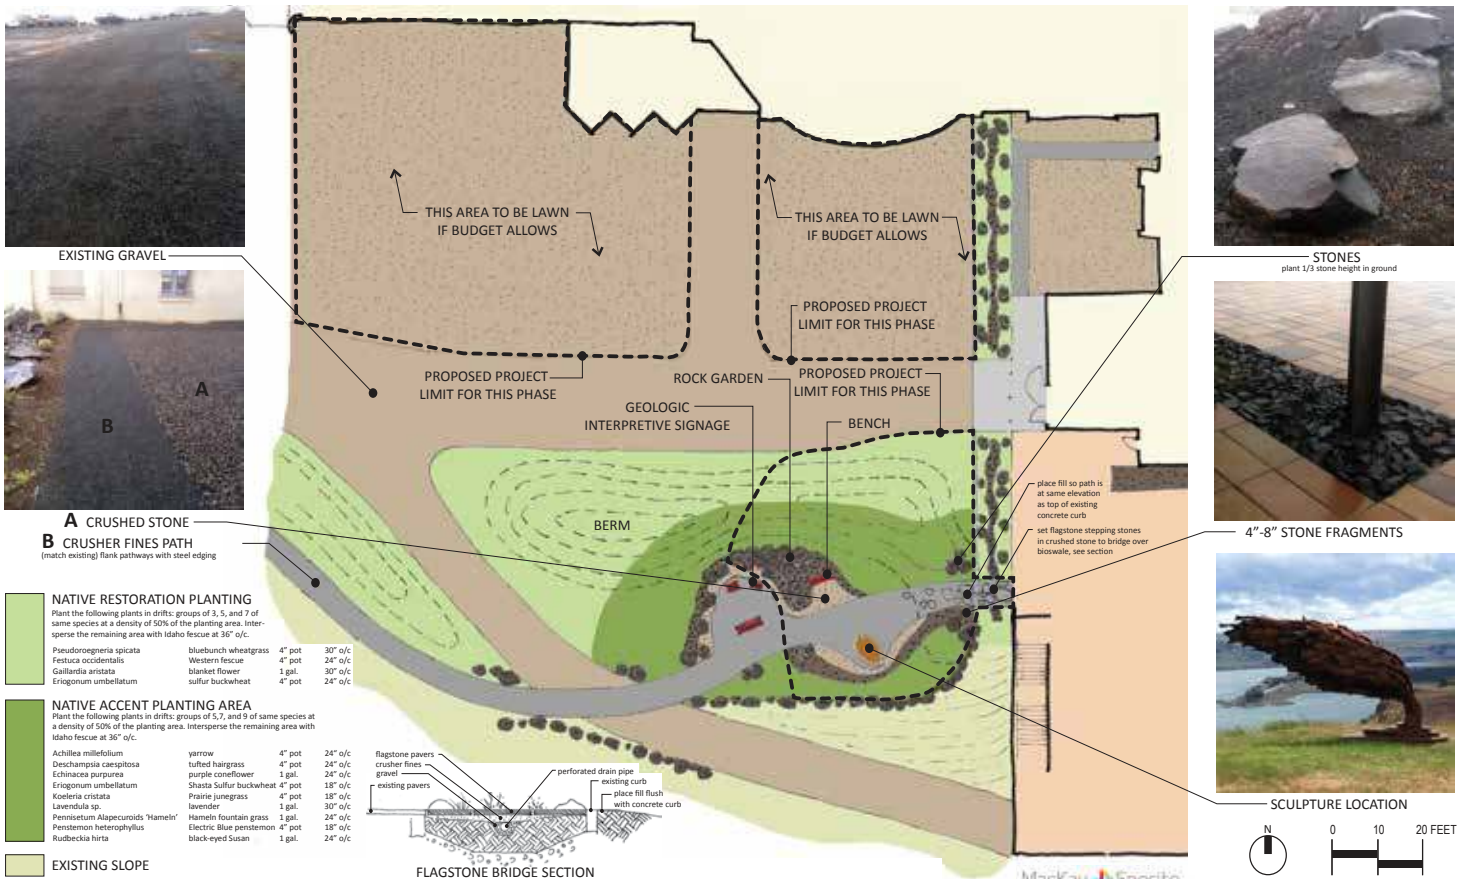 EXISTING GRAVEL
A
B
A CRUSHED STONE
B CRUSHER FINES PATH
(match existing) flank pathways with steel edging
NATIVE RESTORATION PLANTING
Plant the following plants in drifts: groups of 3, 5, and 7 of
same species at a density of 50% of the planting area. Inter-
sperse the remaining area with Idaho fescue at 36" o/c.
Pseudoroegneria spicata bluebunch wheatgrass 4" pot 30" o/c
Festuca occidentalis Western fescue 4" pot 24" o/c
Gaillardia aristata blanket flower 1 gal. 30" o/c
Eriogonum umbellatum sulfur buckwheat 4" pot 24" o/c
NATIVE ACCENT PLANTING AREA
Plant the following plants in drifts: groups of 5,7, and 9 of same species at
a density of 50% of the planting area. Intersperse the remaining area with
Idaho fescue at 36" o/c.
Achillea millefolium yarrow 4" pot 24" o/c
Deschampsia caespitosa tufted hairgrass 4" pot 24" o/c
Echinacea purpurea purple coneflower 1 gal. 24" o/c
Eriogonum umbellatum Shasta Sulfur buckwheat 4" pot 18" o/c
Koeleria cristata Prairie junegrass 4" pot 18" o/c
Lavendula sp. lavender 1 gal. 30" o/c
Pennisetum Alapecuroids 'Hameln' Hameln fountain grass 1 gal. 24" o/c
Penstemon heterophyllus Electric Blue penstemon 4" pot 18" o/c
Rudbeckia hirta black-eyed Susan 1 gal. 24" o/c
EXISTING SLOPE
THIS AREA TO BE LAWN
IF BUDGET ALLOWS
THIS AREA TO BE LAWN
IF BUDGET ALLOWS
PROPOSED PROJECT
LIMIT FOR THIS PHASE
PROPOSED PROJECT
LIMIT FOR THIS PHASE
PROPOSED PROJECT
LIMIT FOR THIS PHASE
ROCK GARDEN
GEOLOGIC
INTERPRETIVE SIGNAGE
BENCH
BERM
place fill so path is
at same elevation
as top of existing
concrete curb
set flagstone stepping stones
in crushed stone to bridge over
bioswale, see section
flagstone pavers
crusher fines
gravel
existing pavers
perforated drain pipe
existing curb
place fill flush
with concrete curb
FLAGSTONE BRIDGE SECTION
STONES
plant 1/3 stone height in ground
4"-8" STONE FRAGMENTS
SCULPTURE LOCATION
N
0 10 20 FEET
MacKay Sposito